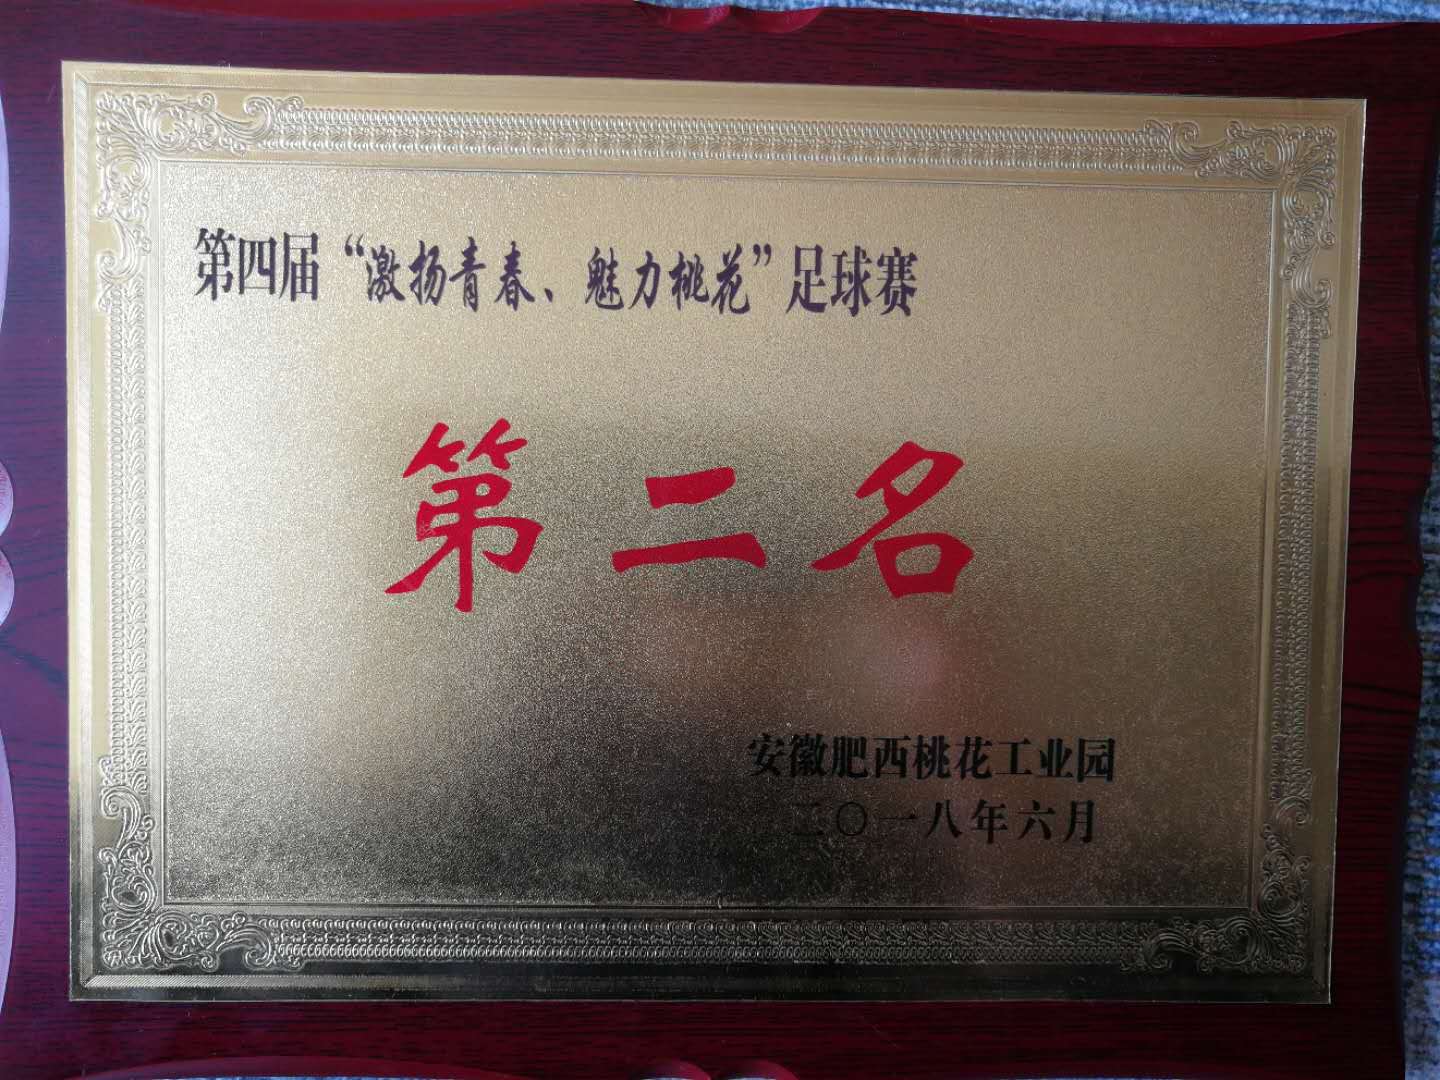 第四届“激扬青春、魅力桃花”足球赛
第二名
安徽肥西桃花工业园
二〇一八年六月